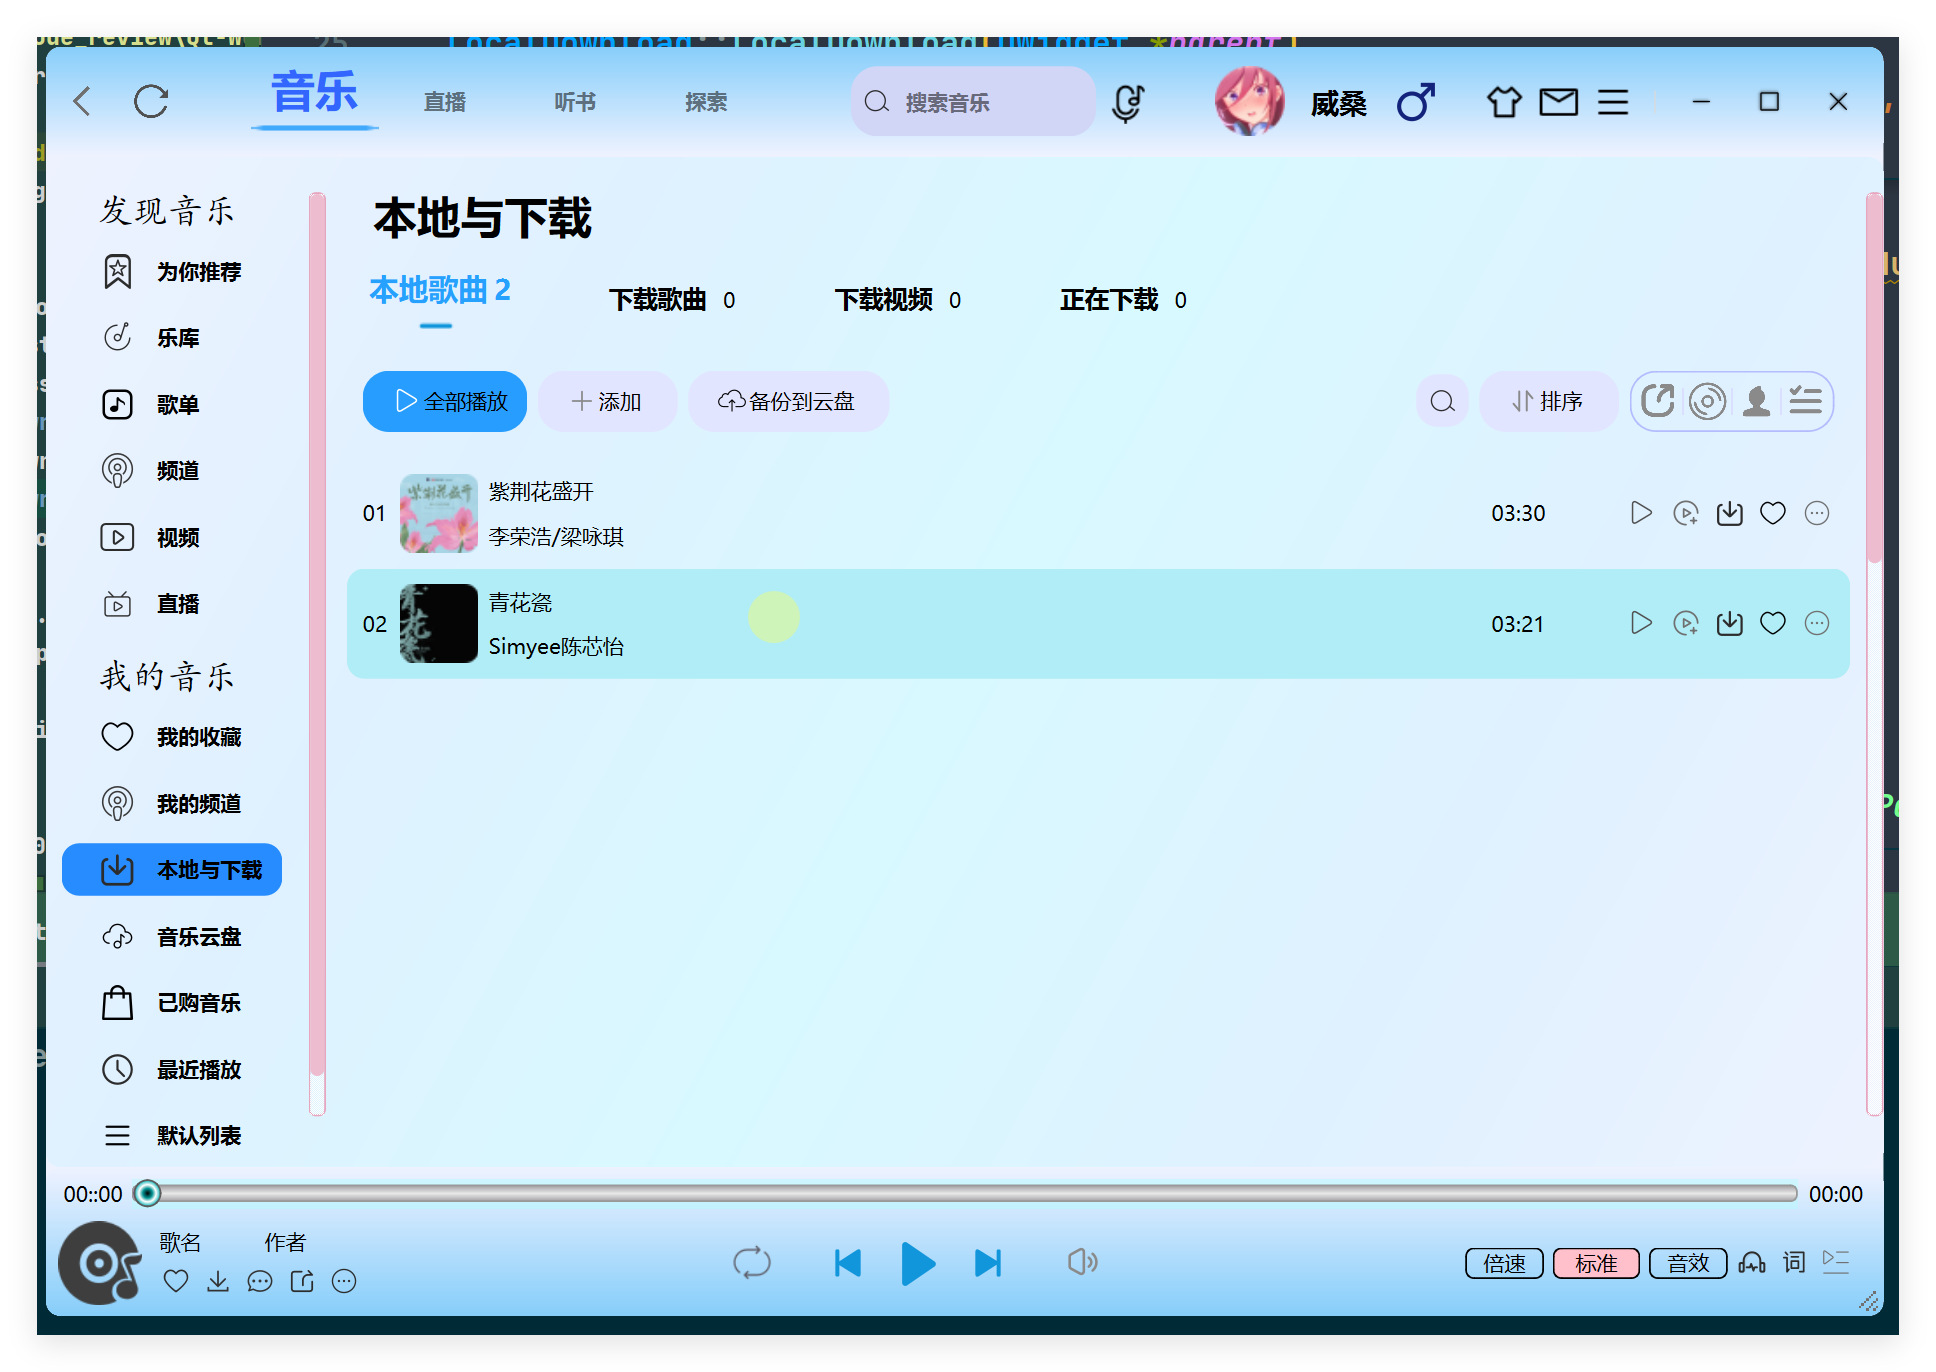 25 LocalDownload::LocalDownload(QWidget *parent)
音乐 直播 听书 探索 搜索音乐 威桑
发现音乐
为你推荐
乐库
歌单
频道
视频
直播
我的音乐
我的收藏
我的频道
本地与下载
音乐云盘
已购音乐
最近播放
默认列表
本地与下载
本地歌曲 2 下载歌曲 0 下载视频 0 正在下载 0
全部播放 添加 备份到云盘 排序
01 紫荆花盛开 03:30
李荣浩/梁咏琪
02 青花瓷 03:21
Simyee陈芯怡
00::00 00:00
歌名 作者
倍速 标准 音效 词